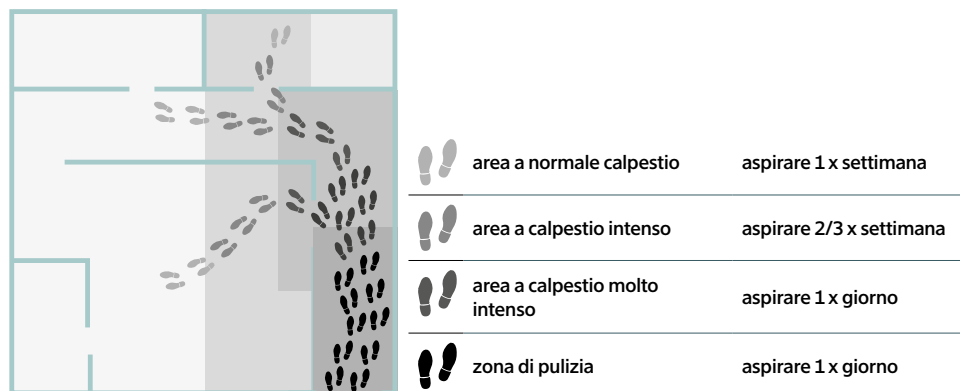 area a normale calpestio aspirare 1 x settimana
area a calpestio intenso aspirare 2/3 x settimana
area a calpestio molto
intenso aspirare 1 x giorno
zona di pulizia aspirare 1 x giorno